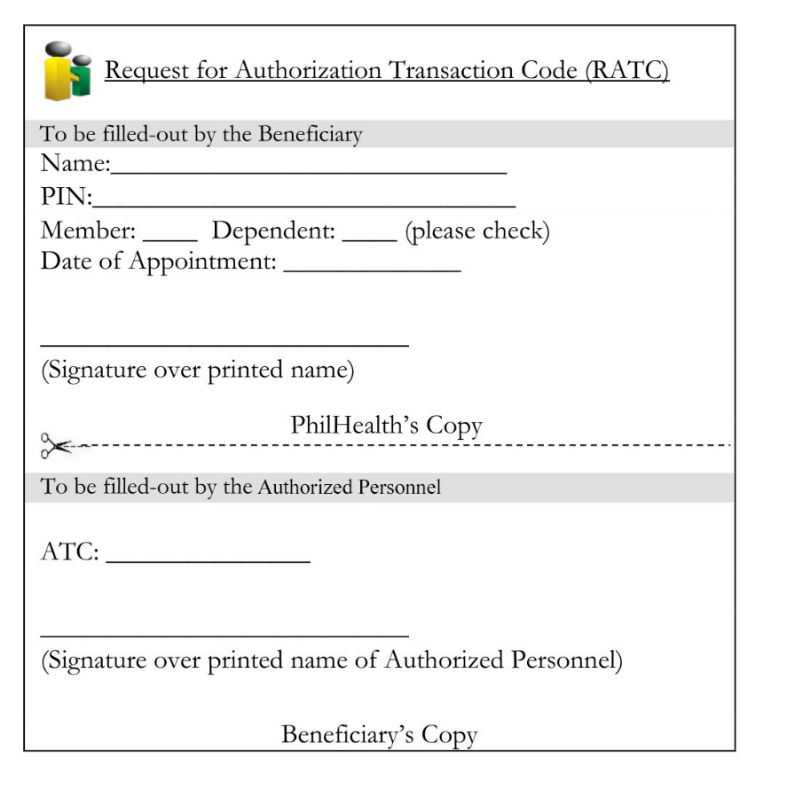 Request for Authorization Transaction Code (RATC)
To be filled-out by the Beneficiary
Name:______________________________
PIN:________________________________
Member: ____ Dependent: ____ (please check)
Date of Appointment: _____________
____________________________
(Signature over printed name)
PhilHealth's Copy
To be filled-out by the Authorized Personnel
ATC: _______________
____________________________
(Signature over printed name of Authorized Personnel)
Beneficiary's Copy